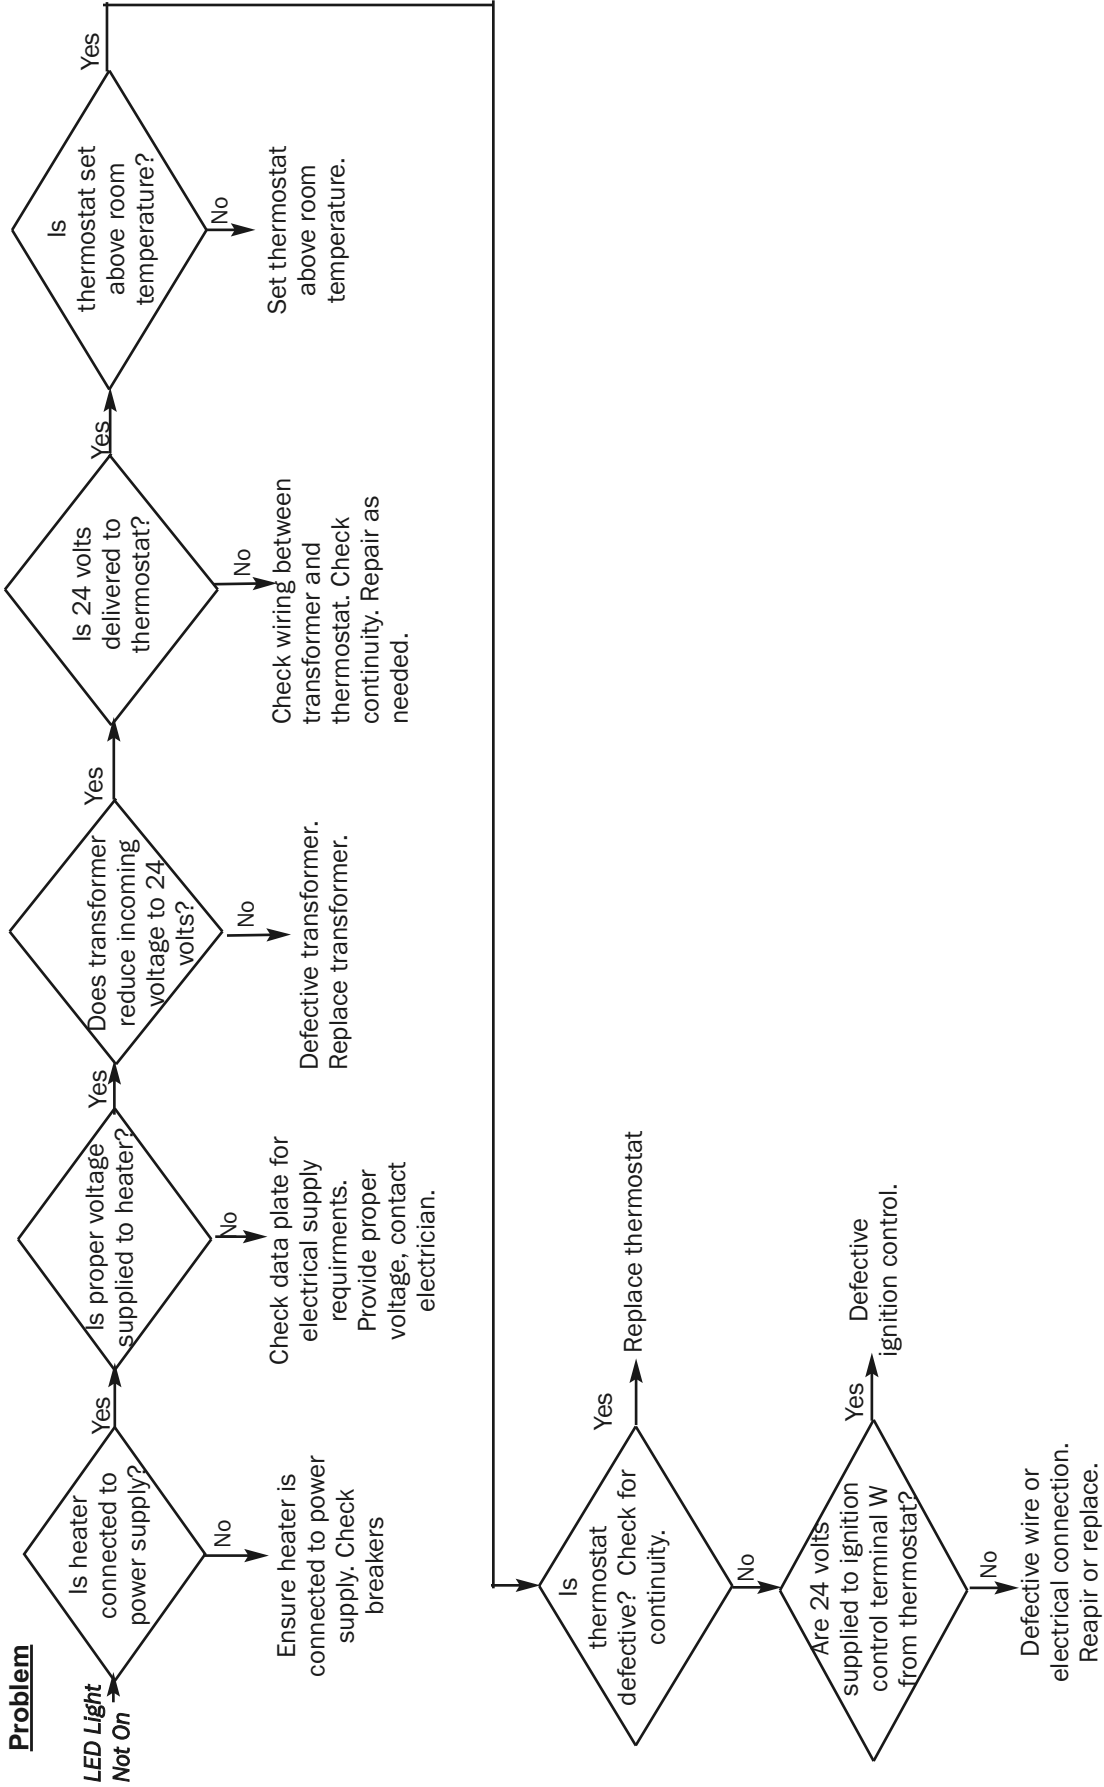 Problem
LED Light
Not On
Is heater
connected to
power supply?
Yes
No
Ensure heater is
connected to power
supply. Check
breakers
Is proper voltage
supplied to heater?
Yes
No
Check data plate for
electrical supply
requirments.
Provide proper
voltage, contact
electrician.
Does transformer
reduce incoming
voltage to 24
volts?
Yes
No
Defective transformer.
Replace transformer.
Is 24 volts
delivered to
thermostat?
Yes
No
Check wiring between
transformer and
thermostat. Check
continuity. Repair as
needed.
Is
thermostat set
above room
temperature?
Yes
No
Set thermostat
above room
temperature.
Is
thermostat
defective? Check for
continuity.
Yes
Replace thermostat
No
Are 24 volts
supplied to ignition
control terminal W
from thermostat?
Yes
Defective
ignition control.
No
Defective wire or
electrical connection.
Reapir or replace.